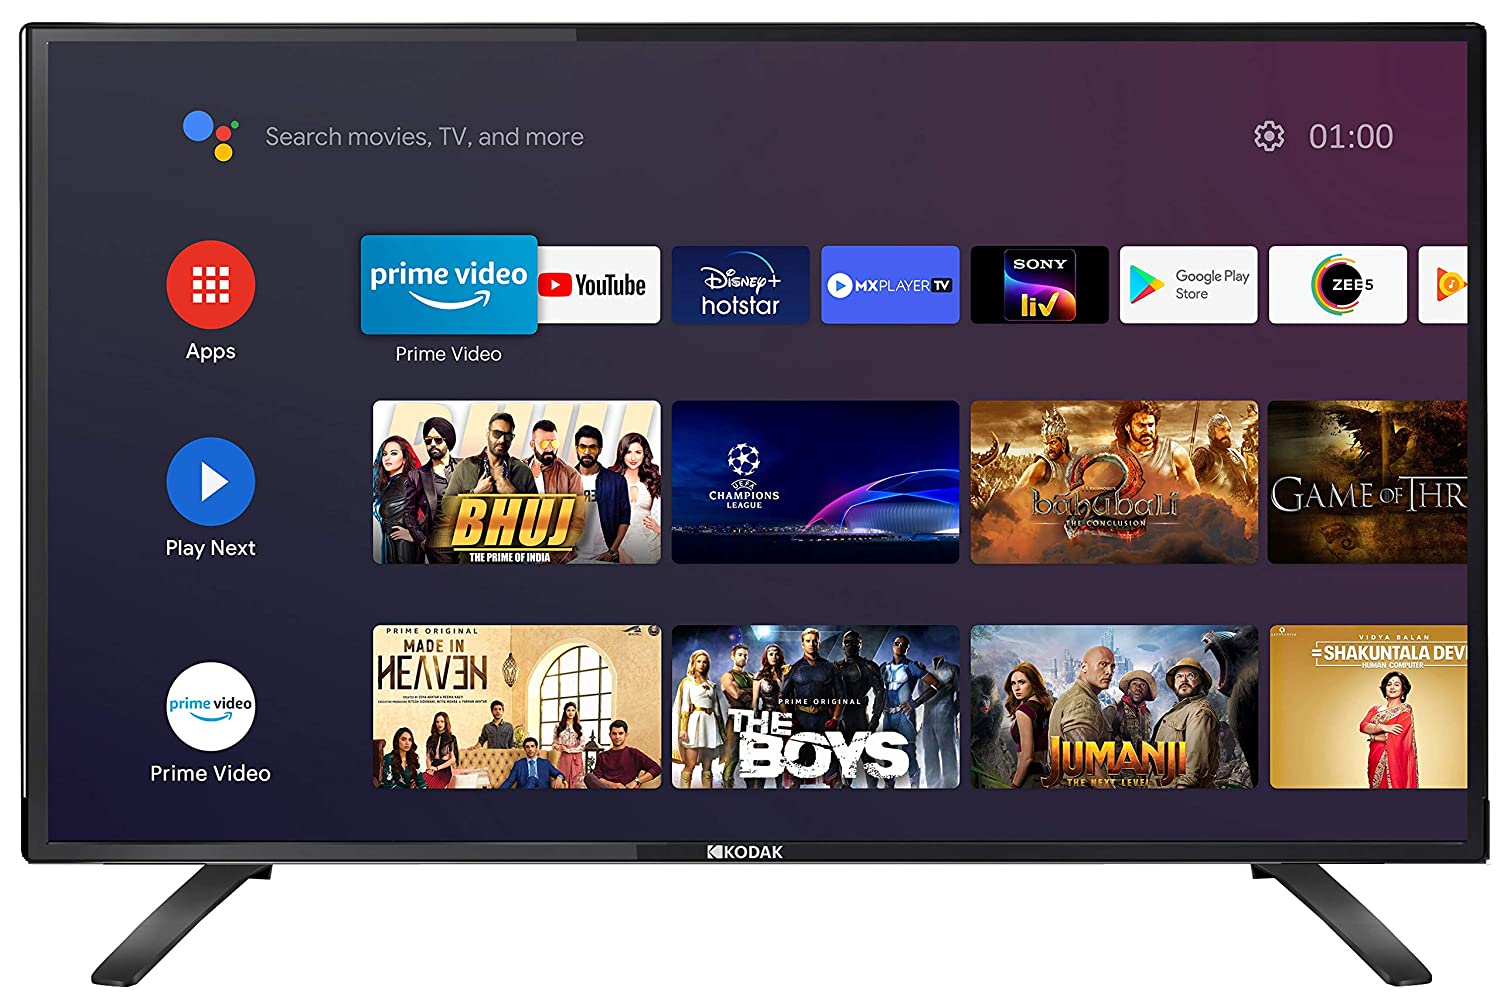 Search movies, TV, and more
01:00
Apps
prime video
YouTube
Disney+
hotstar
MXPLAYER TV
SONY
liv
Google Play
Store
ZEE5
Prime Video
Play Next
BHUJ
THE PRIDE OF INDIA
UEFA
CHAMPIONS
LEAGUE
2
bahubali
THE CONCLUSION
GAME OF THR
prime video
Prime Video
PRIME ORIGINAL
MADE IN
HEAVEN
PRIME ORIGINAL
THE
BOYS
JUMANJI
THE NEXT LEVEL
VIDYA BALAN
SHAKUNTALA DEVI
HUMAN COMPUTER
KODAK